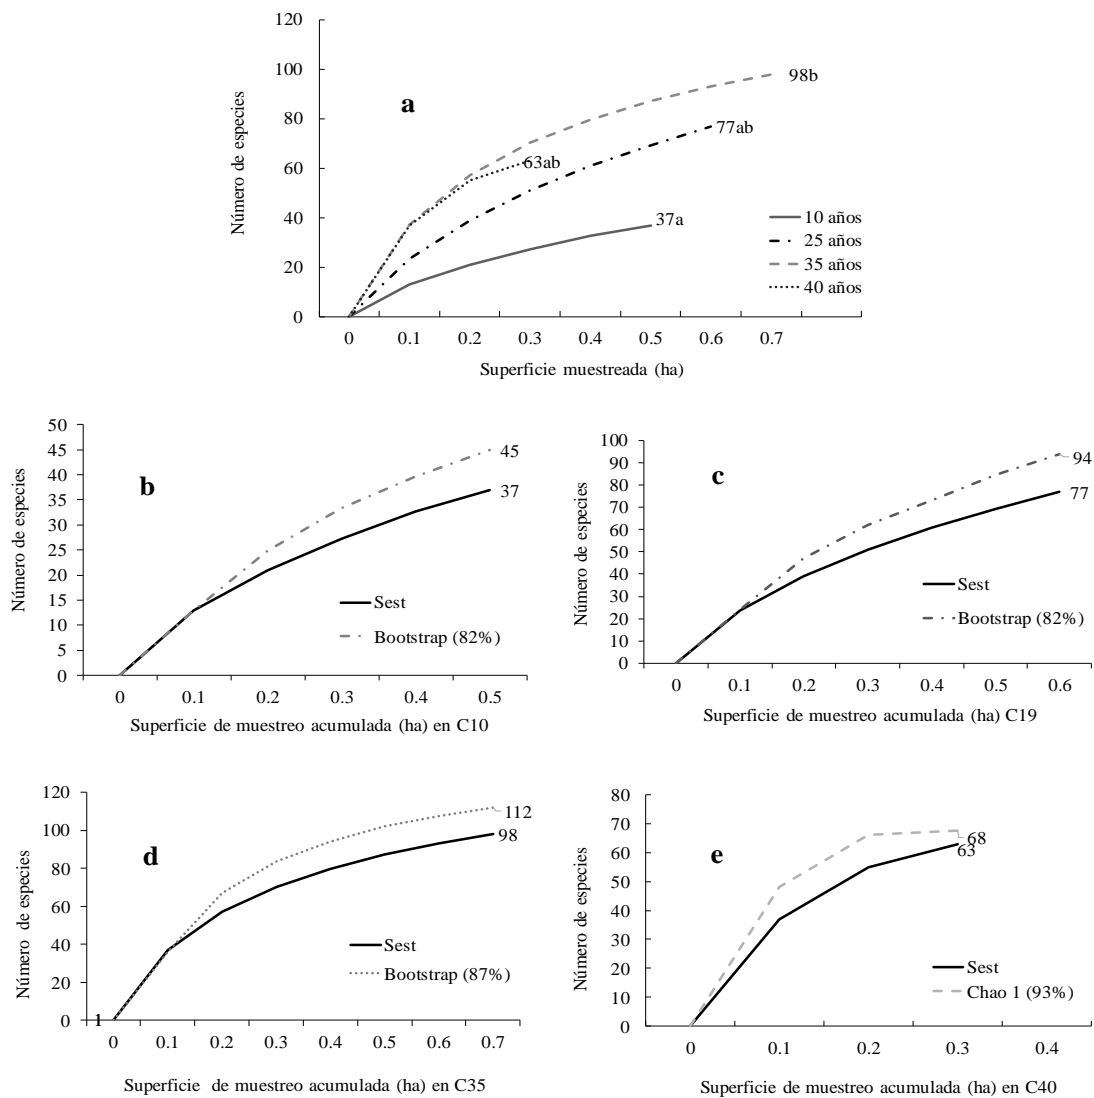 120
100
80
60
40
20
0
Número de especies
a
98b
77ab
63ab
37a
10 años
25 años
35 años
40 años
0 0.1 0.2 0.3 0.4 0.5 0.6 0.7
Superficie muestreada (ha)
50
45
40
35
30
25
20
15
10
5
0
Número de especies
b
45
37
Sest
Bootstrap (82%)
0 0.1 0.2 0.3 0.4 0.5
Superficie de muestreo acumulada (ha) en C10
100
90
80
70
60
50
40
30
20
10
0
Número de especies
c
94
77
Sest
Bootstrap (82%)
0 0.1 0.2 0.3 0.4 0.5 0.6
Superficie de muestreo acumulada (ha) C19
120
100
80
60
40
20
0
1
Número de especies
d
112
98
Sest
Bootstrap (87%)
0 0.1 0.2 0.3 0.4 0.5 0.6 0.7
Superficie de muestreo acumulada (ha) en C35
80
70
60
50
40
30
20
10
0
Número de especies
e
68
63
Sest
Chao 1 (93%)
0 0.1 0.2 0.3 0.4
Superficie de muestreo acumulada (ha) en C40